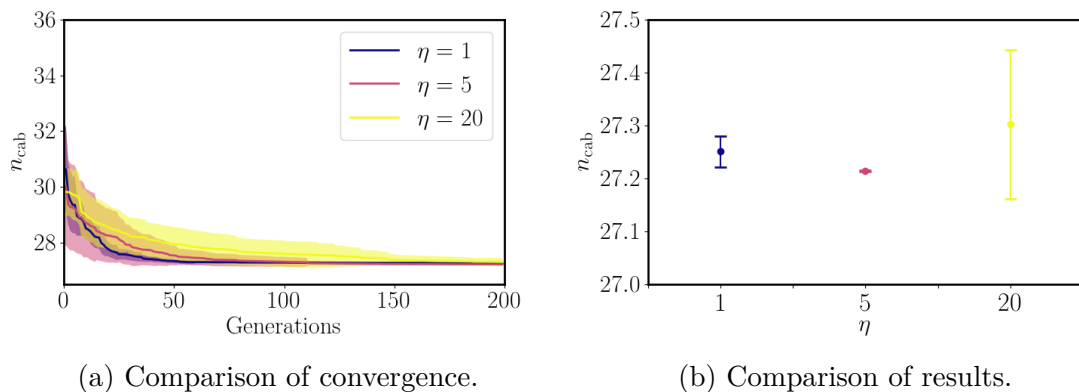 36
34
32
30
28
n_cab
0
50
100
150
200
Generations
η = 1
η = 5
η = 20
27.5
27.4
27.3
27.2
27.1
27.0
n_cab
1
5
20
η
(a) Comparison of convergence.
(b) Comparison of results.